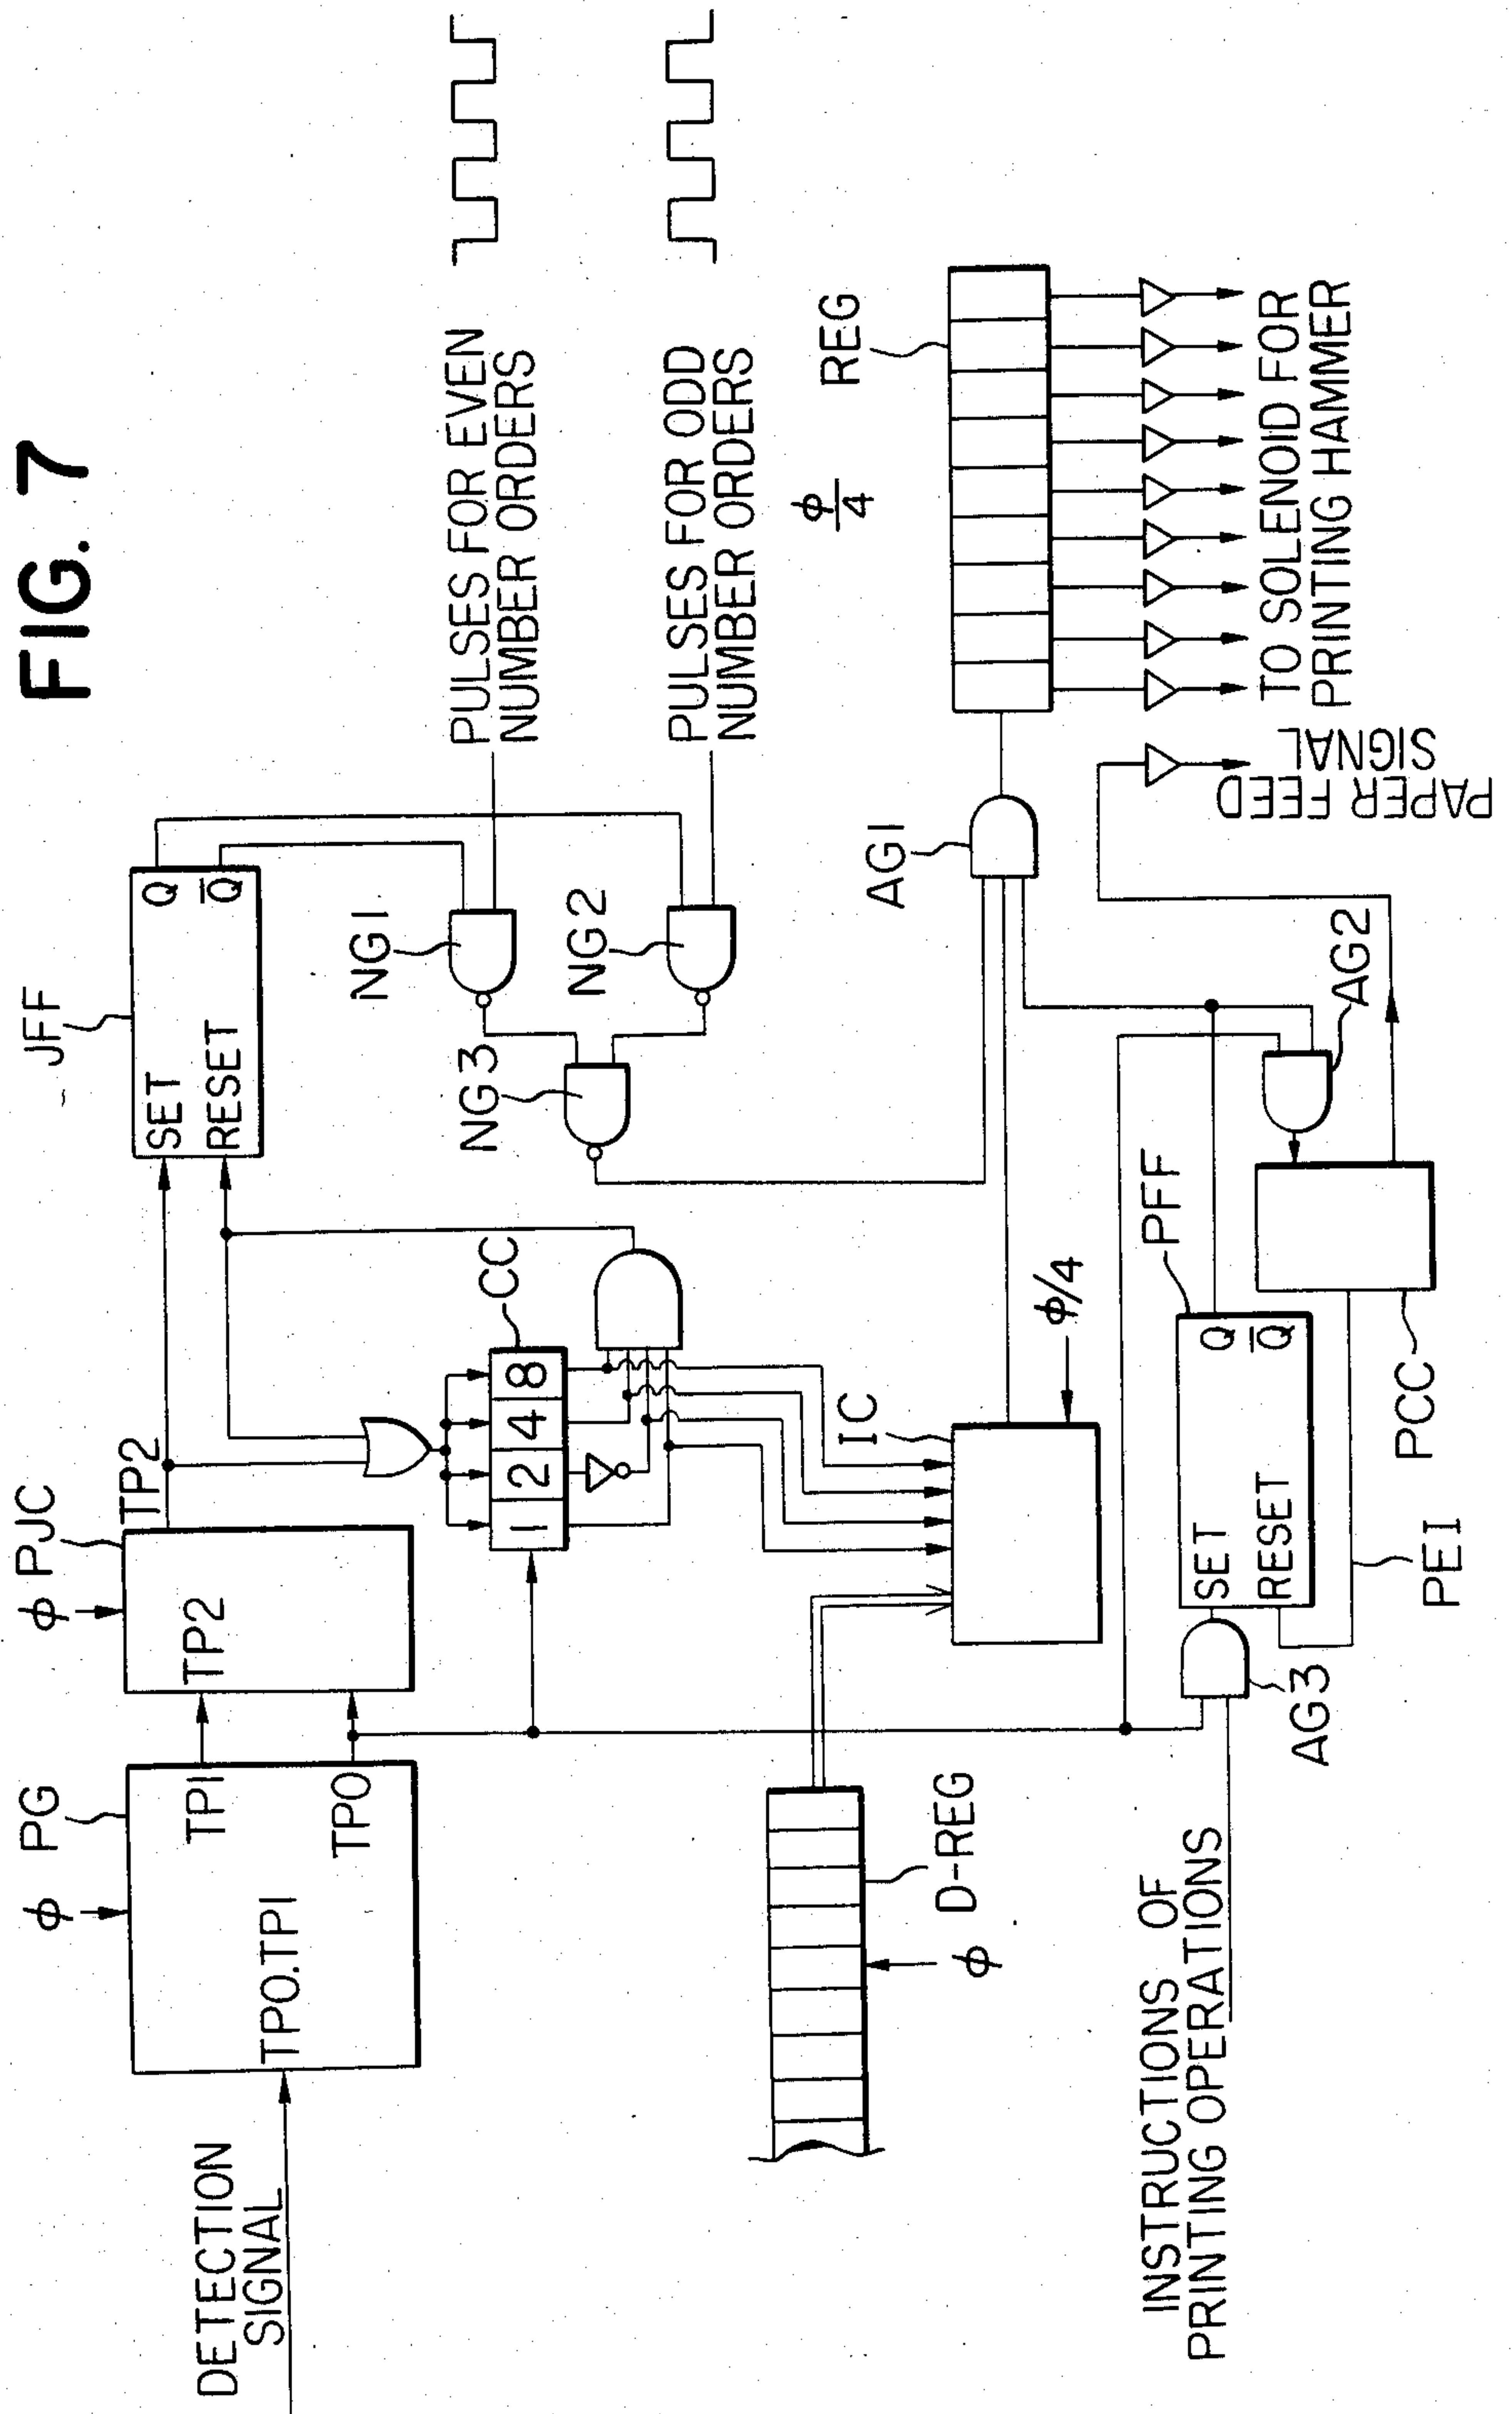 FIG. 7
DETECTION
SIGNAL
φ
PG
TP0.TP1
TP1
TP0
φ
PJC
TP2
TP2
JFF
SET
RESET
Q
Q̅
CC
1
2
4
8
NG1
NG2
NG3
PULSES FOR EVEN
NUMBER ORDERS
PULSES FOR ODD
NUMBER ORDERS
D-REG
φ
IC
φ/4
AG1
REG
φ/4
TO SOLENOID FOR
PRINTING HAMMER
PAPER FEED
SIGNAL
INSTRUCTIONS OF
PRINTING OPERATIONS
AG3
SET
RESET
Q
Q̅
PFF
PE1
PCC
AG2